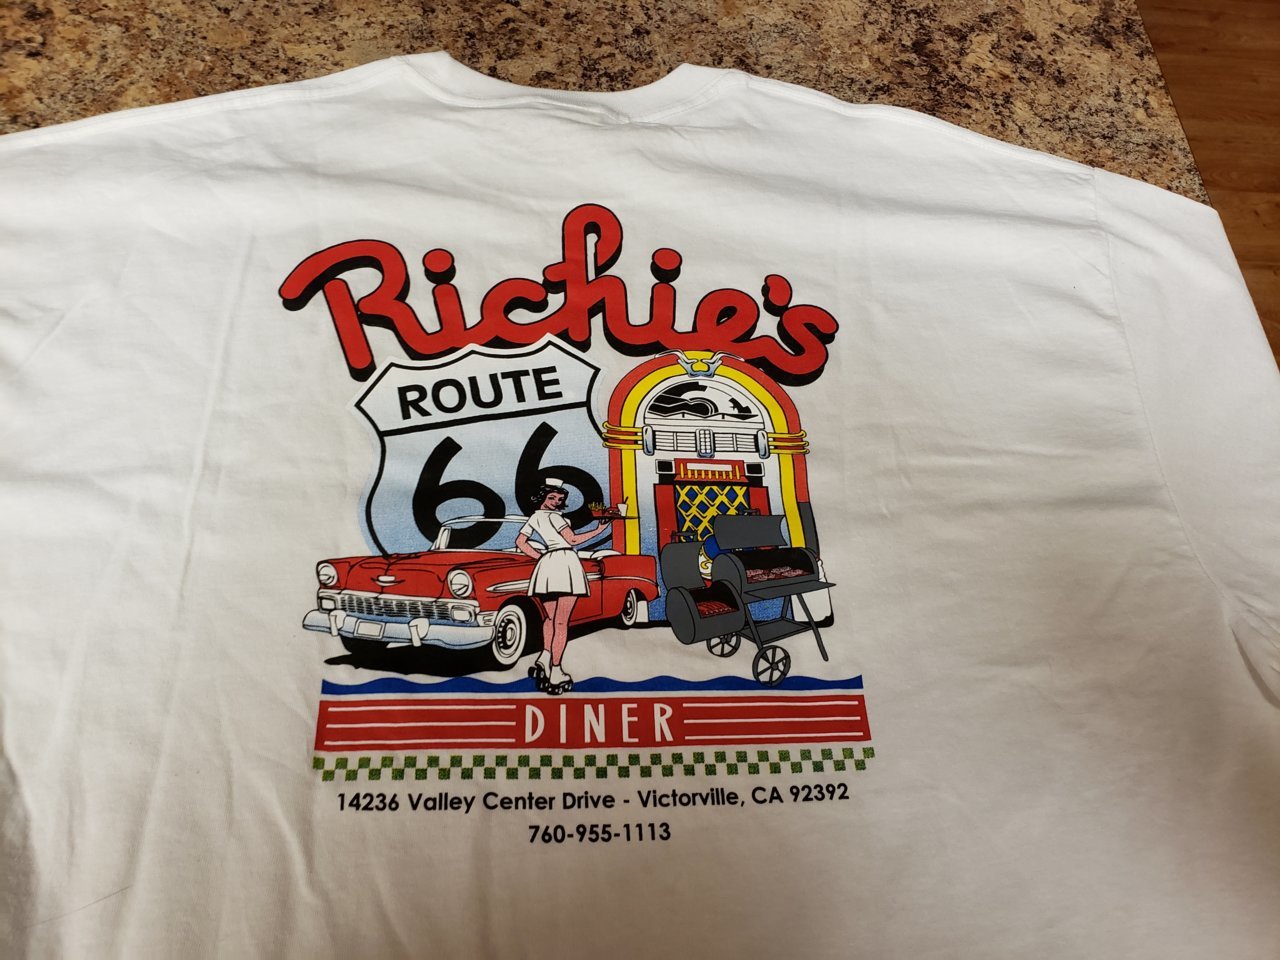 Richie's
ROUTE
66
DINER
14236 Valley Center Drive - Victorville, CA 92392
760-955-1113